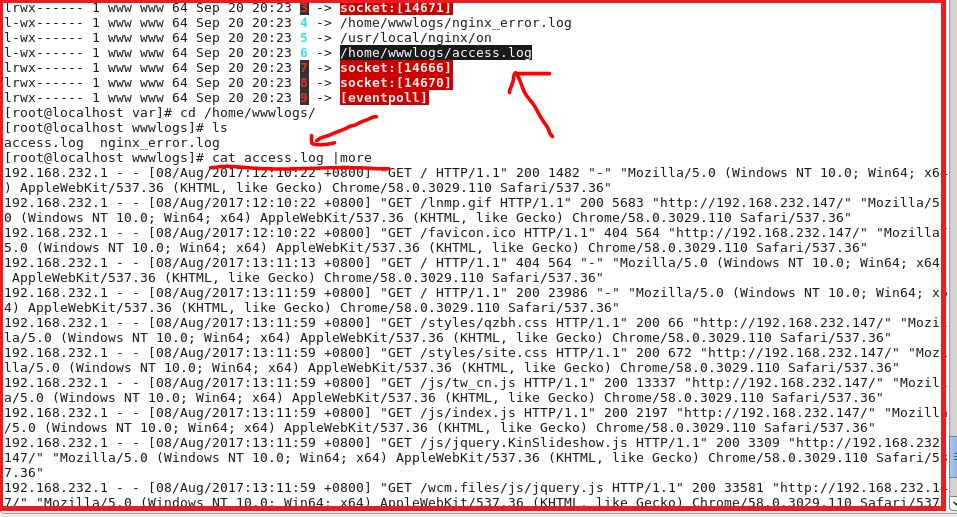 lrwx------ 1 www www 64 Sep 20 20:23 3 -> socket:[14671]
l-wx------ 1 www www 64 Sep 20 20:23 4 -> /home/wwwlogs/nginx_error.log
l-wx------ 1 www www 64 Sep 20 20:23 5 -> /usr/local/nginx/on
l-wx------ 1 www www 64 Sep 20 20:23 6 -> /home/wwwlogs/access.log
lrwx------ 1 www www 64 Sep 20 20:23 7 -> socket:[14666]
lrwx------ 1 www www 64 Sep 20 20:23 8 -> socket:[14670]
lrwx------ 1 www www 64 Sep 20 20:23 9 -> [eventpoll]
[root@localhost var]# cd /home/wwwlogs/
[root@localhost wwwlogs]# ls
access.log  nginx_error.log
[root@localhost wwwlogs]# cat access.log |more
192.168.232.1 - - [08/Aug/2017:12:10:22 +0800] "GET / HTTP/1.1" 200 1482 "-" "Mozilla/5.0 (Windows NT 10.0; Win64; x64
) AppleWebKit/537.36 (KHTML, like Gecko) Chrome/58.0.3029.110 Safari/537.36"
192.168.232.1 - - [08/Aug/2017:12:10:22 +0800] "GET /lnmp.gif HTTP/1.1" 200 5683 "http://192.168.232.147/" "Mozilla/5.
0 (Windows NT 10.0; Win64; x64) AppleWebKit/537.36 (KHTML, like Gecko) Chrome/58.0.3029.110 Safari/537.36"
192.168.232.1 - - [08/Aug/2017:12:10:22 +0800] "GET /favicon.ico HTTP/1.1" 404 564 "http://192.168.232.147/" "Mozilla/
5.0 (Windows NT 10.0; Win64; x64) AppleWebKit/537.36 (KHTML, like Gecko) Chrome/58.0.3029.110 Safari/537.36"
192.168.232.1 - - [08/Aug/2017:13:11:13 +0800] "GET / HTTP/1.1" 404 564 "-" "Mozilla/5.0 (Windows NT 10.0; Win64; x64)
 AppleWebKit/537.36 (KHTML, like Gecko) Chrome/58.0.3029.110 Safari/537.36"
192.168.232.1 - - [08/Aug/2017:13:11:59 +0800] "GET / HTTP/1.1" 200 23986 "-" "Mozilla/5.0 (Windows NT 10.0; Win64; x6
4) AppleWebKit/537.36 (KHTML, like Gecko) Chrome/58.0.3029.110 Safari/537.36"
192.168.232.1 - - [08/Aug/2017:13:11:59 +0800] "GET /styles/qzbh.css HTTP/1.1" 200 66 "http://192.168.232.147/" "Mozil
la/5.0 (Windows NT 10.0; Win64; x64) AppleWebKit/537.36 (KHTML, like Gecko) Chrome/58.0.3029.110 Safari/537.36"
192.168.232.1 - - [08/Aug/2017:13:11:59 +0800] "GET /styles/site.css HTTP/1.1" 200 672 "http://192.168.232.147/" "Mozi
lla/5.0 (Windows NT 10.0; Win64; x64) AppleWebKit/537.36 (KHTML, like Gecko) Chrome/58.0.3029.110 Safari/537.36"
192.168.232.1 - - [08/Aug/2017:13:11:59 +0800] "GET /js/tw_cn.js HTTP/1.1" 200 13337 "http://192.168.232.147/" "Mozill
a/5.0 (Windows NT 10.0; Win64; x64) AppleWebKit/537.36 (KHTML, like Gecko) Chrome/58.0.3029.110 Safari/537.36"
192.168.232.1 - - [08/Aug/2017:13:11:59 +0800] "GET /js/index.js HTTP/1.1" 200 2197 "http://192.168.232.147/" "Mozilla
/5.0 (Windows NT 10.0; Win64; x64) AppleWebKit/537.36 (KHTML, like Gecko) Chrome/58.0.3029.110 Safari/537.36"
192.168.232.1 - - [08/Aug/2017:13:11:59 +0800] "GET /js/jquery.KinSlideshow.js HTTP/1.1" 200 3309 "http://192.168.232.
147/" "Mozilla/5.0 (Windows NT 10.0; Win64; x64) AppleWebKit/537.36 (KHTML, like Gecko) Chrome/58.0.3029.110 Safari/53
7.36"
192.168.232.1 - - [08/Aug/2017:13:11:59 +0800] "GET /wcm.files/js/jquery.js HTTP/1.1" 200 33581 "http://192.168.232.14
7/" "Mozilla/5.0 (Windows NT 10.0; Win64; x64) AppleWebKit/537.36 (KHTML, like Gecko) Chrome/58.0.3029.110 Safari/537.